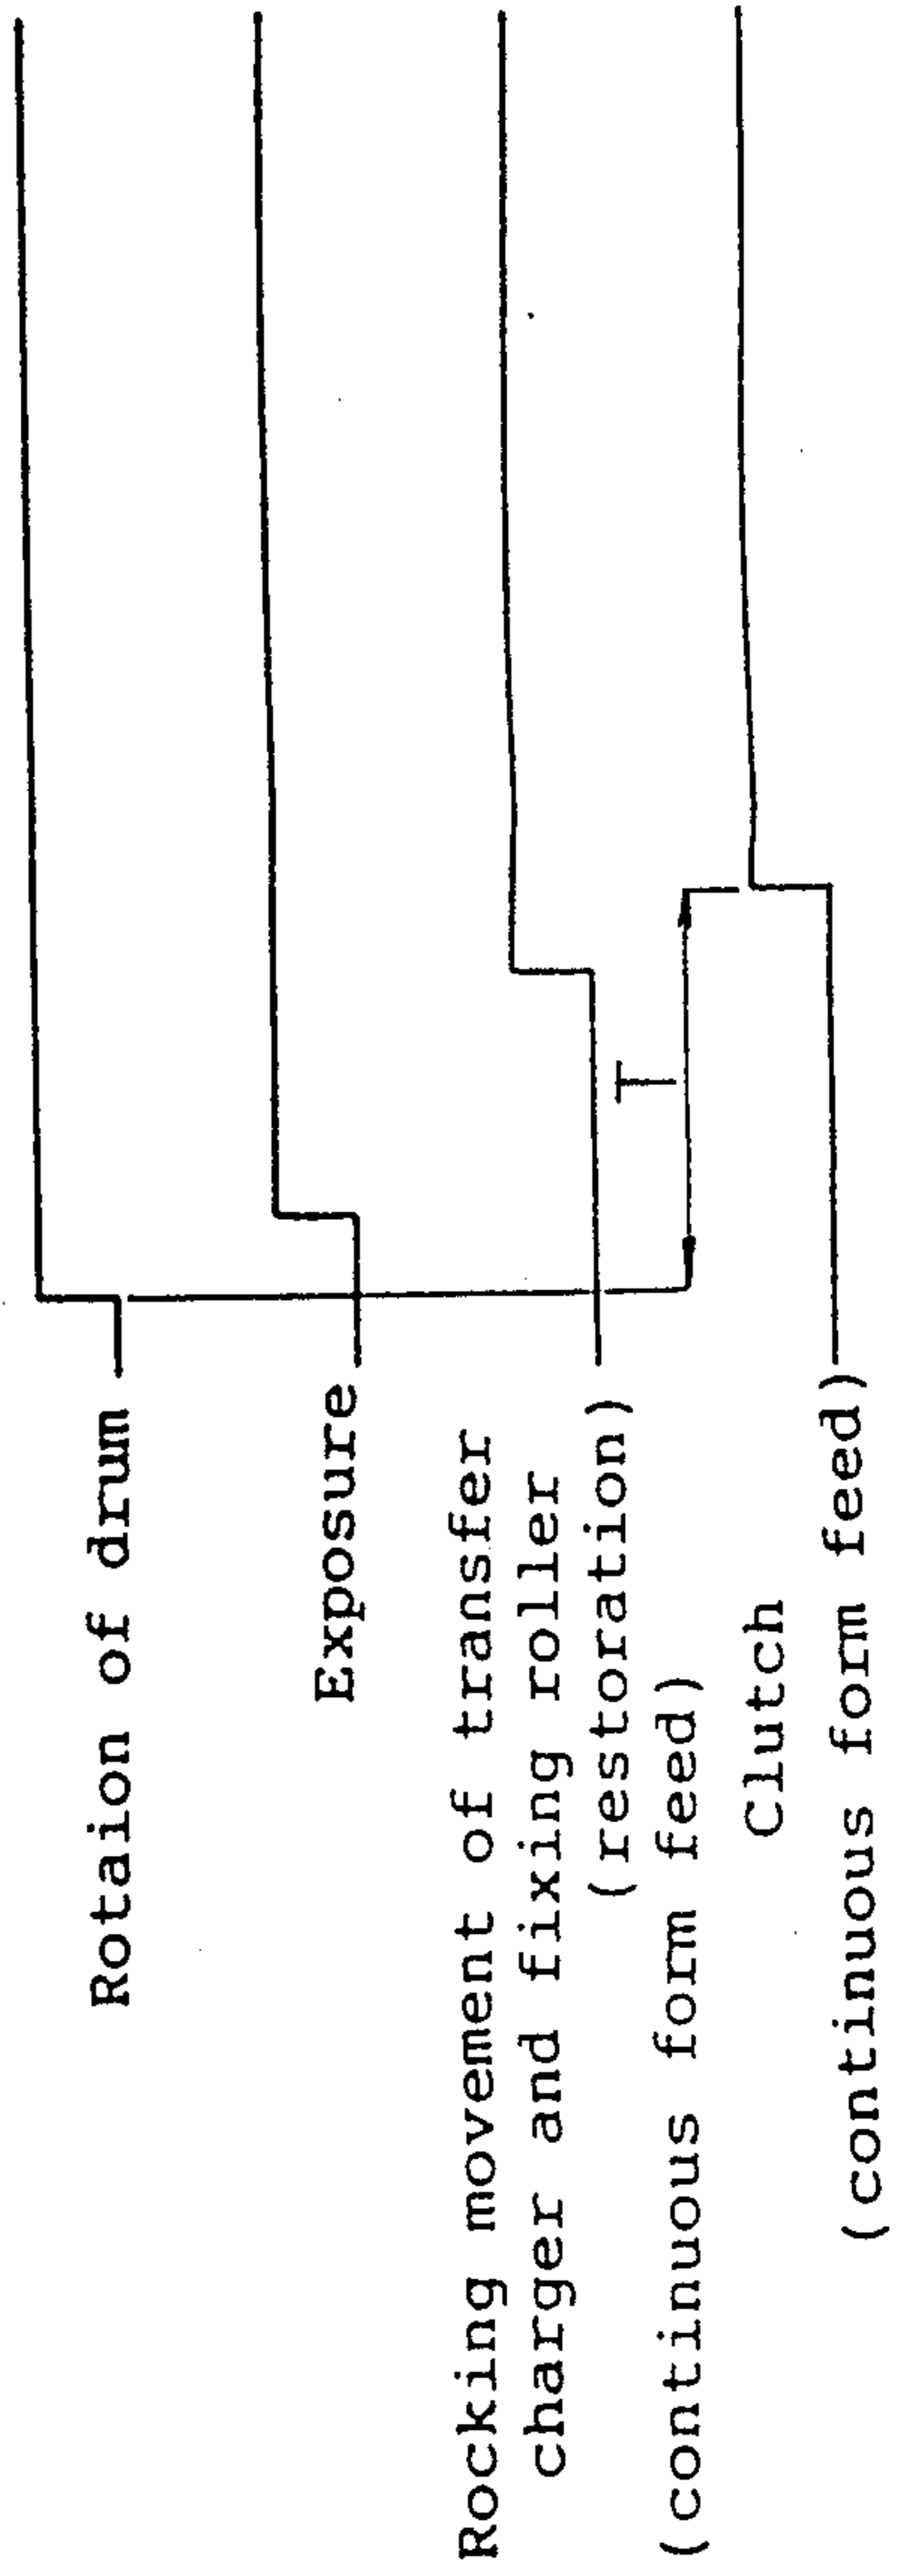 Rotaion of drum
Exposure
Rocking movement of transfer
charger and fixing roller
(restoration)
(continuous form feed)
T
Clutch
(continuous form feed)